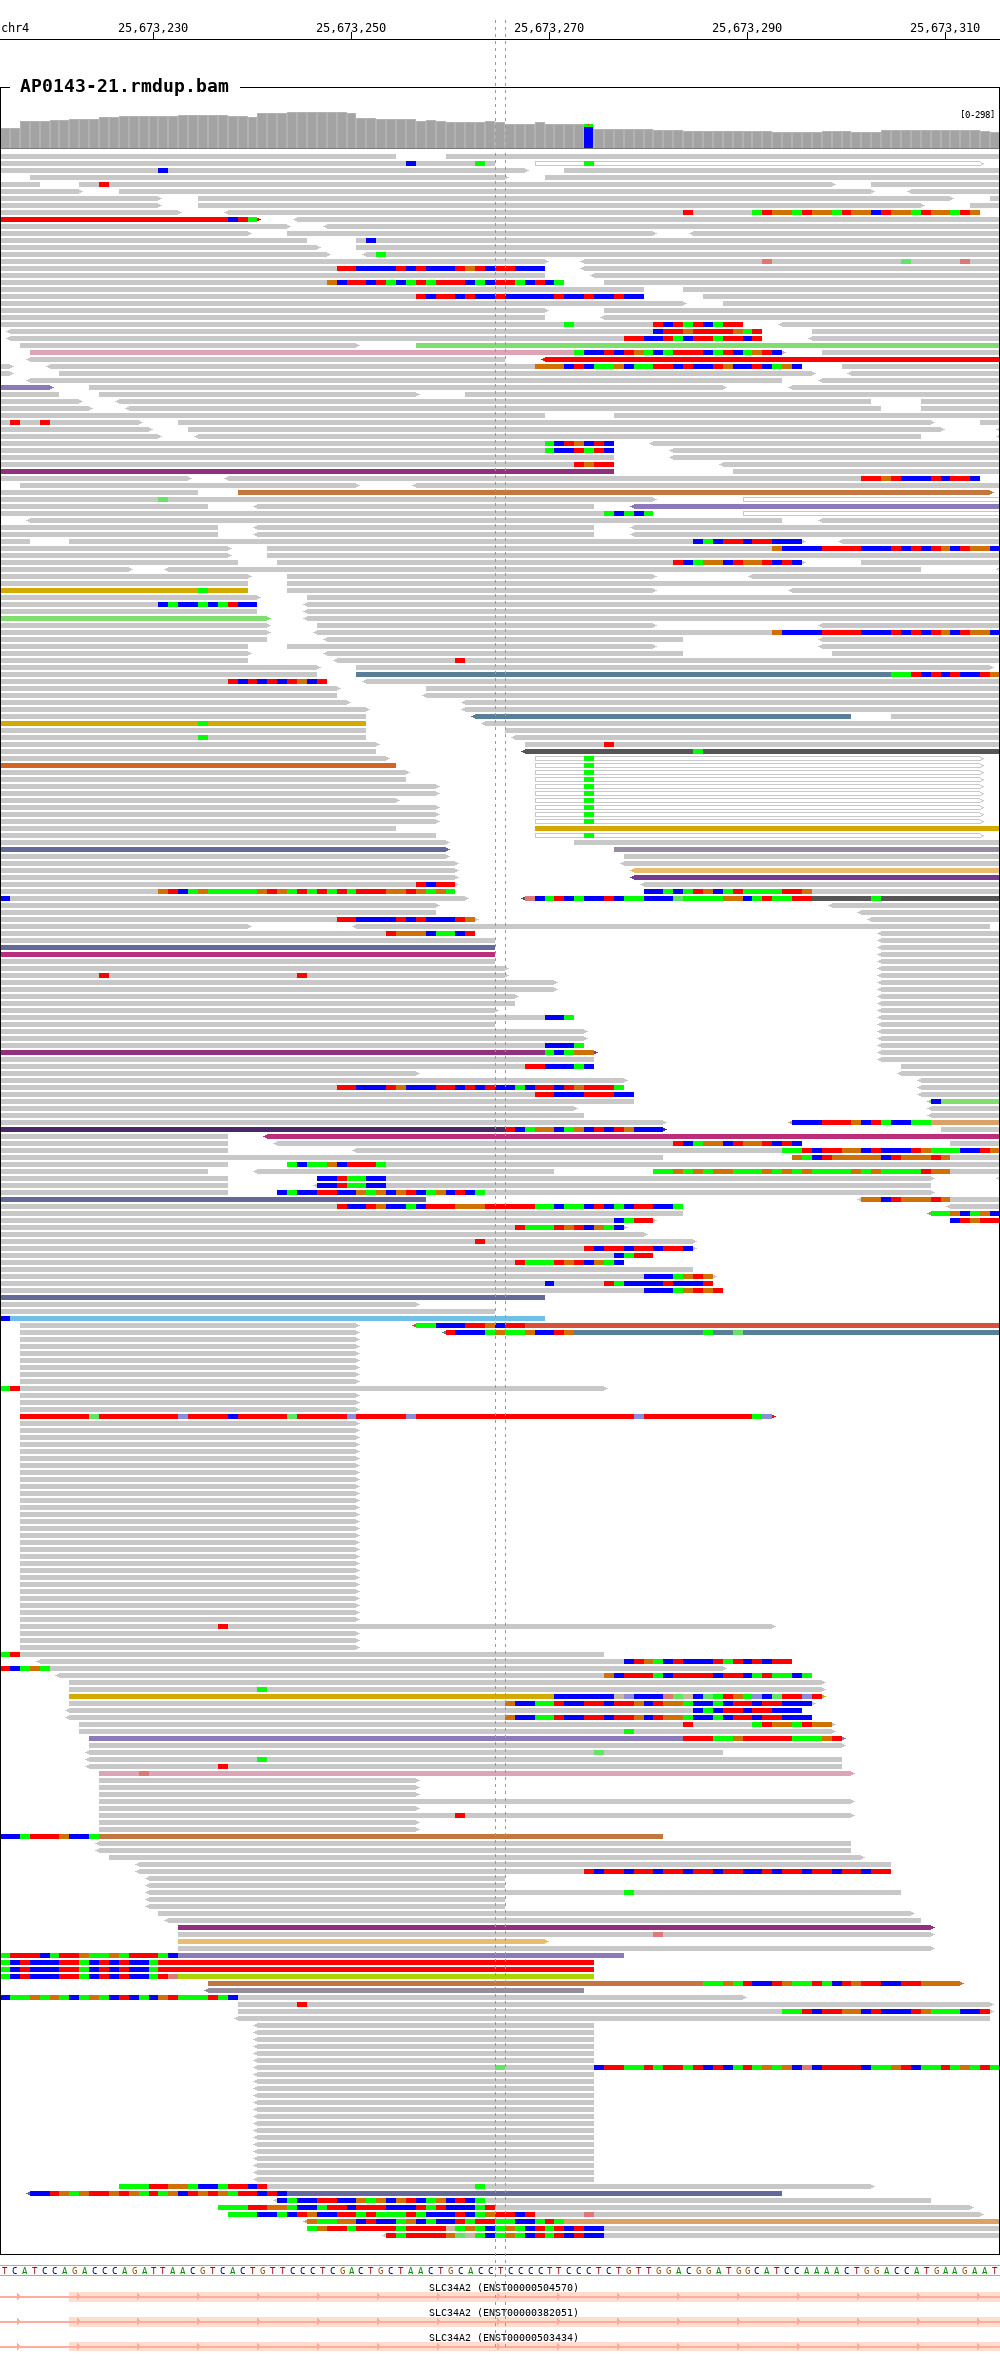 chr4 25,673,230 25,673,250 25,673,270 25,673,290 25,673,310
AP0143-21.rmdup.bam
[0-298]
TCATCCAGACCCAGATTAACGTCACTGTTCCCTCGACTGCTAACTGCACCTCCCCTTCCCTCTGTTGGACGGATGGCATCCAAAACTGGACCATGAAGAAT
SLC34A2 (ENST00000504570)
SLC34A2 (ENST00000382051)
SLC34A2 (ENST00000503434)